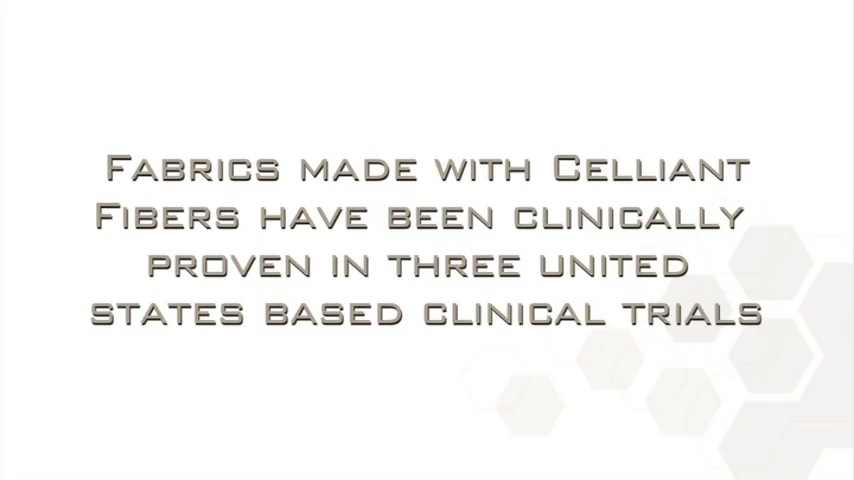 Fabrics made with Celliant
Fibers have been clinically
proven in three united
states based clinical trials